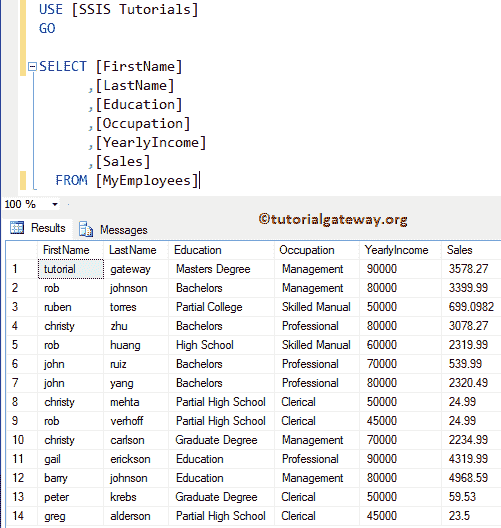 USE [SSIS Tutorials]
GO
SELECT [FirstName]
,[LastName]
,[Education]
,[Occupation]
,[YearlyIncome]
,[Sales]
FROM [MyEmployees]
100 %
©tutorialgateway.org
Results Messages
FirstName LastName Education Occupation YearlyIncome Sales
1 tutorial gateway Masters Degree Management 90000 3578.27
2 rob johnson Bachelors Management 80000 3399.99
3 ruben torres Partial College Skilled Manual 50000 699.0982
4 christy zhu Bachelors Professional 80000 3078.27
5 rob huang High School Skilled Manual 60000 2319.99
6 john ruiz Bachelors Professional 70000 539.99
7 john yang Bachelors Professional 80000 2320.49
8 christy mehta Partial High School Clerical 50000 24.99
9 rob verhoff Partial High School Clerical 45000 24.99
10 christy carlson Graduate Degree Management 70000 2234.99
11 gail erickson Education Professional 90000 4319.99
12 barry johnson Education Management 80000 4968.59
13 peter krebs Graduate Degree Clerical 50000 59.53
14 greg alderson Partial High School Clerical 45000 23.5